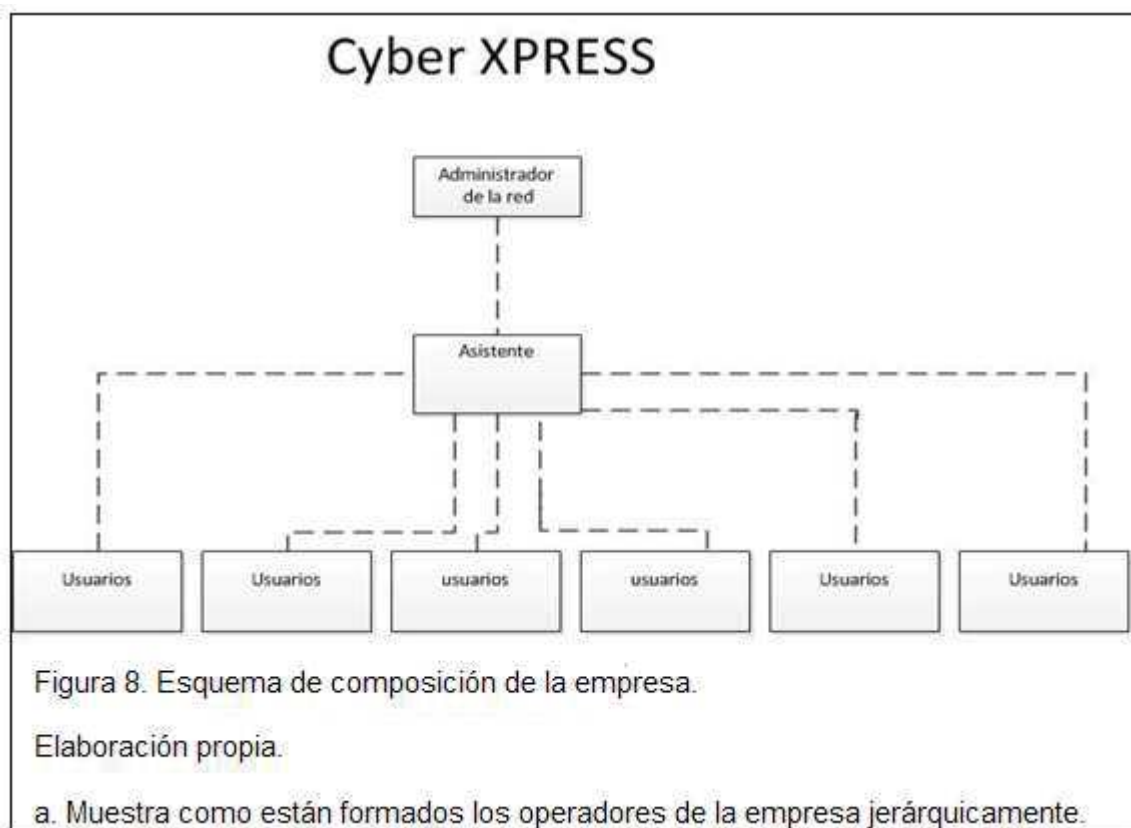 Cyber XPRESS
Administrador
de la red
Asistente
Usuarios
Usuarios
usuarios
usuarios
Usuarios
Usuarios
Figura 8. Esquema de composición de la empresa.
Elaboración propia.
a. Muestra como están formados los operadores de la empresa jerárquicamente.